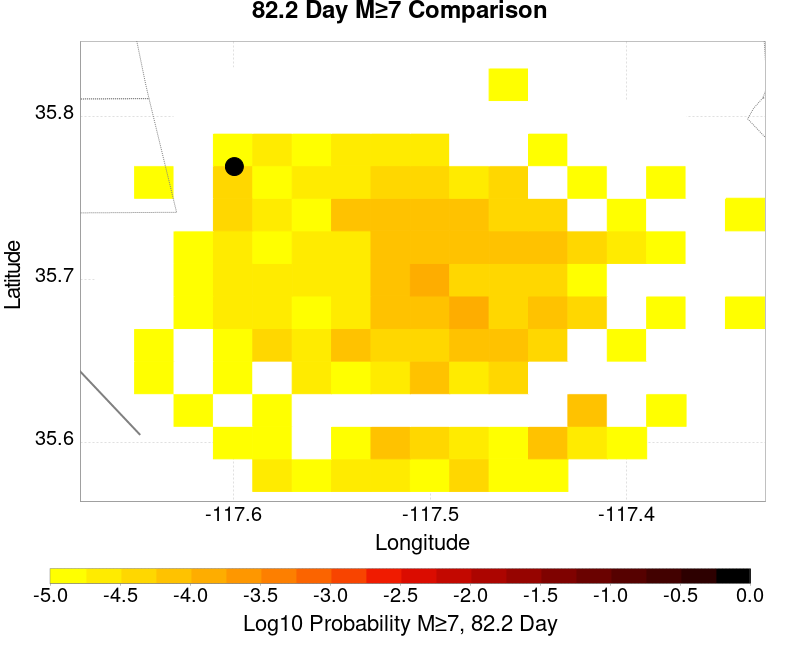 82.2 Day M≥7 Comparison
35.8
35.7
35.6
Latitude
-117.6 -117.5 -117.4
Longitude
-5.0 -4.5 -4.0 -3.5 -3.0 -2.5 -2.0 -1.5 -1.0 -0.5 0.0
Log10 Probability M≥7, 82.2 Day